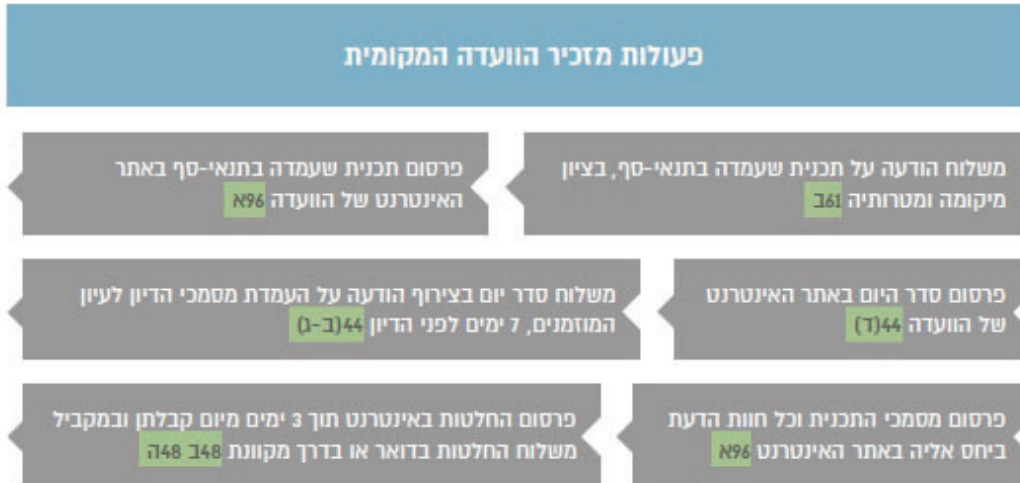 פעולות מזכיר הוועדה המקומית
משלוח הודעה על תכנית שעמדה בתנאי-סף, בציון
מיקומה ומטרותיה 61ב
פרסום תכנית שעמדה בתנאי-סף באתר
האינטרנט של הוועדה 96א
פרסום סדר היום באתר האינטרנט
של הוועדה 44(ד)
משלוח סדר יום בצירוף הודעה על העמדת מסמכי הדיון לעיון
המוזמנים, 7 ימים לפני הדיון 44(ב-ג)
פרסום מסמכי התכנית וכל חוות הדעת
ביחס אליה באתר האינטרנט 96א
פרסום החלטות באינטרנט תוך 3 ימים מיום קבלתן ובמקביל
משלוח החלטות בדואר או בדרך מקוונת 48ב 48ה